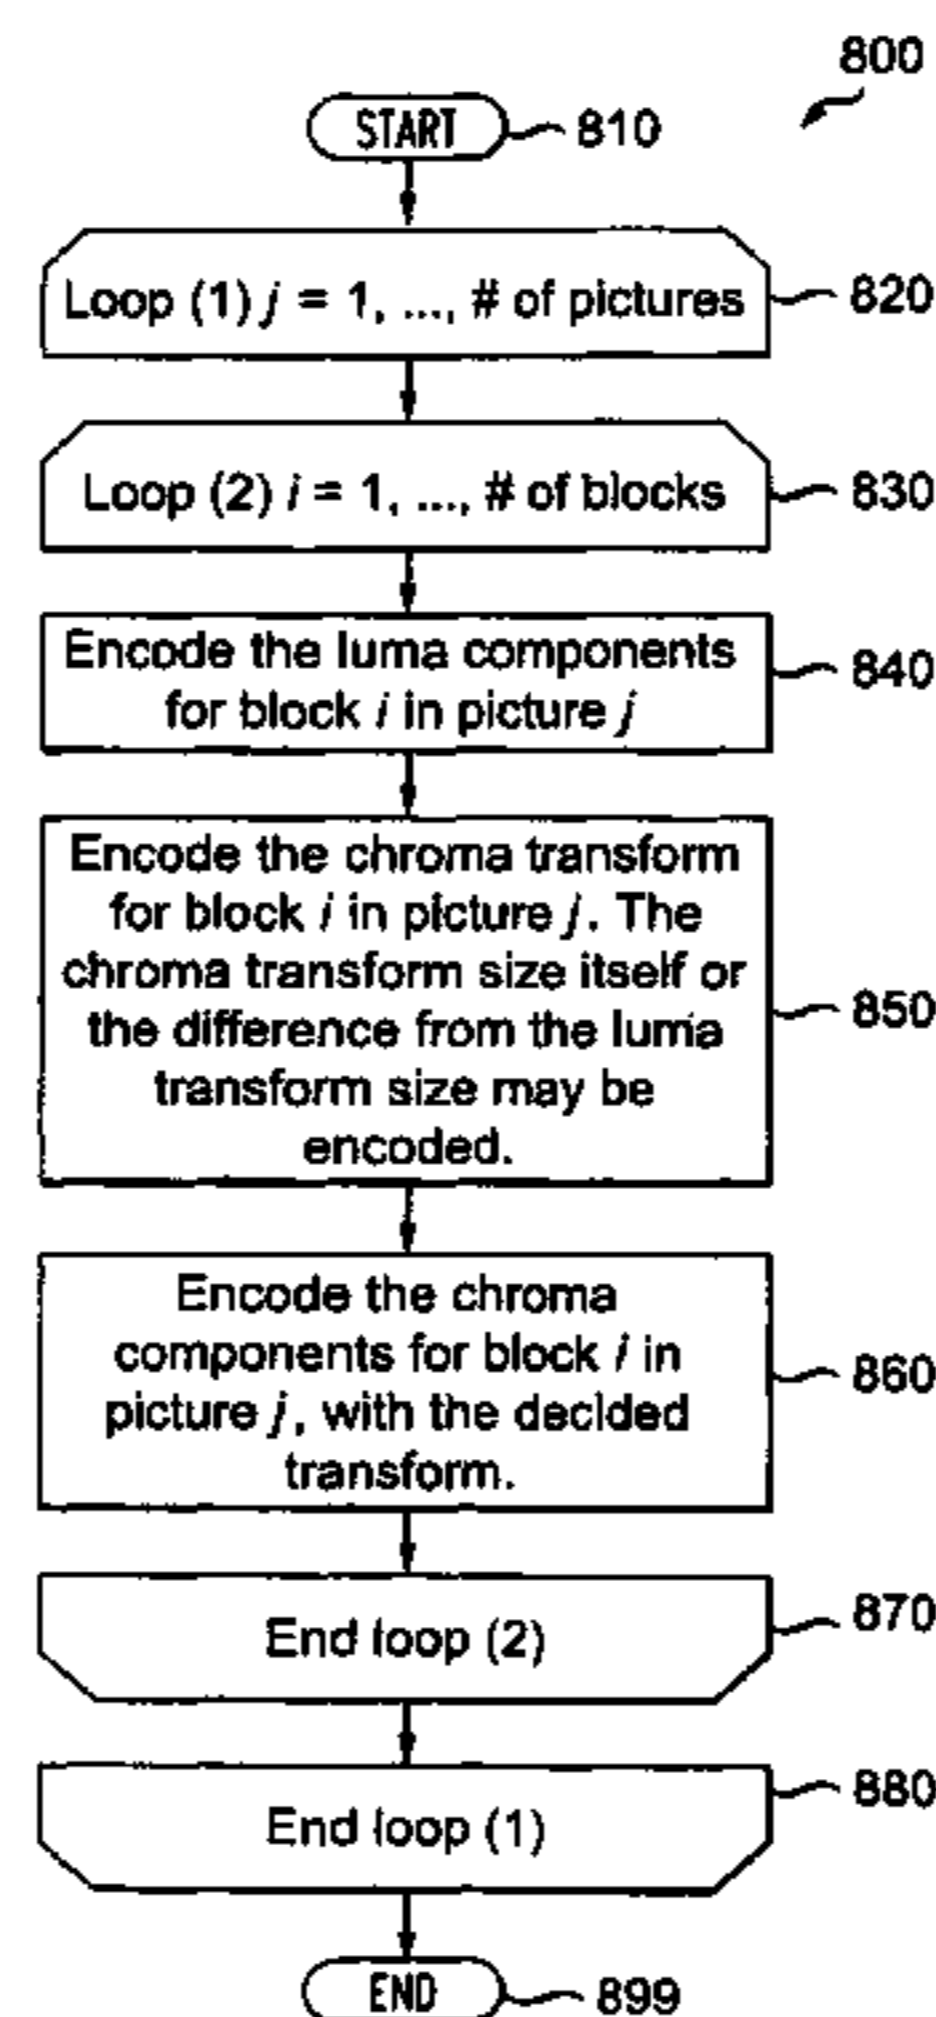 800
START 810
Loop (1) j = 1, ..., # of pictures 820
Loop (2) i = 1, ..., # of blocks 830
Encode the luma components
for block i in picture j
840
Encode the chroma transform
for block i in picture j. The
chroma transform size itself or
the difference from the luma
transform size may be
encoded.
850
Encode the chroma
components for block i in
picture j, with the decided
transform.
860
End loop (2) 870
End loop (1) 880
END 899